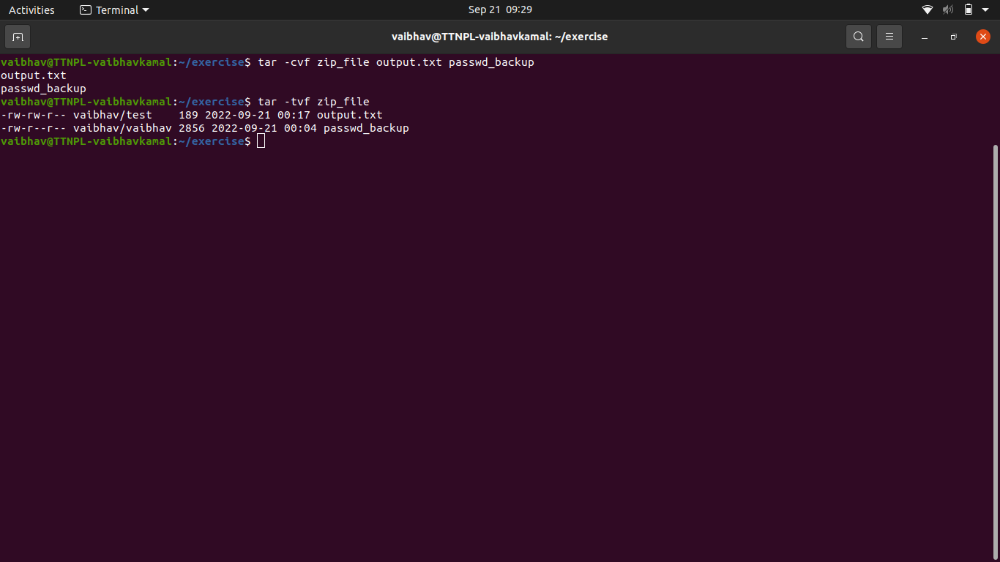 Activities Terminal Sep 21 09:29
vaibhav@TTNPL-vaibhavkamal: ~/exercise
vaibhav@TTNPL-vaibhavkamal:~/exercise$ tar -cvf zip_file output.txt passwd_backup
output.txt
passwd_backup
vaibhav@TTNPL-vaibhavkamal:~/exercise$ tar -tvf zip_file
-rw-rw-r-- vaibhav/test    189 2022-09-21 00:17 output.txt
-rw-r--r-- vaibhav/vaibhav 2856 2022-09-21 00:04 passwd_backup
vaibhav@TTNPL-vaibhavkamal:~/exercise$